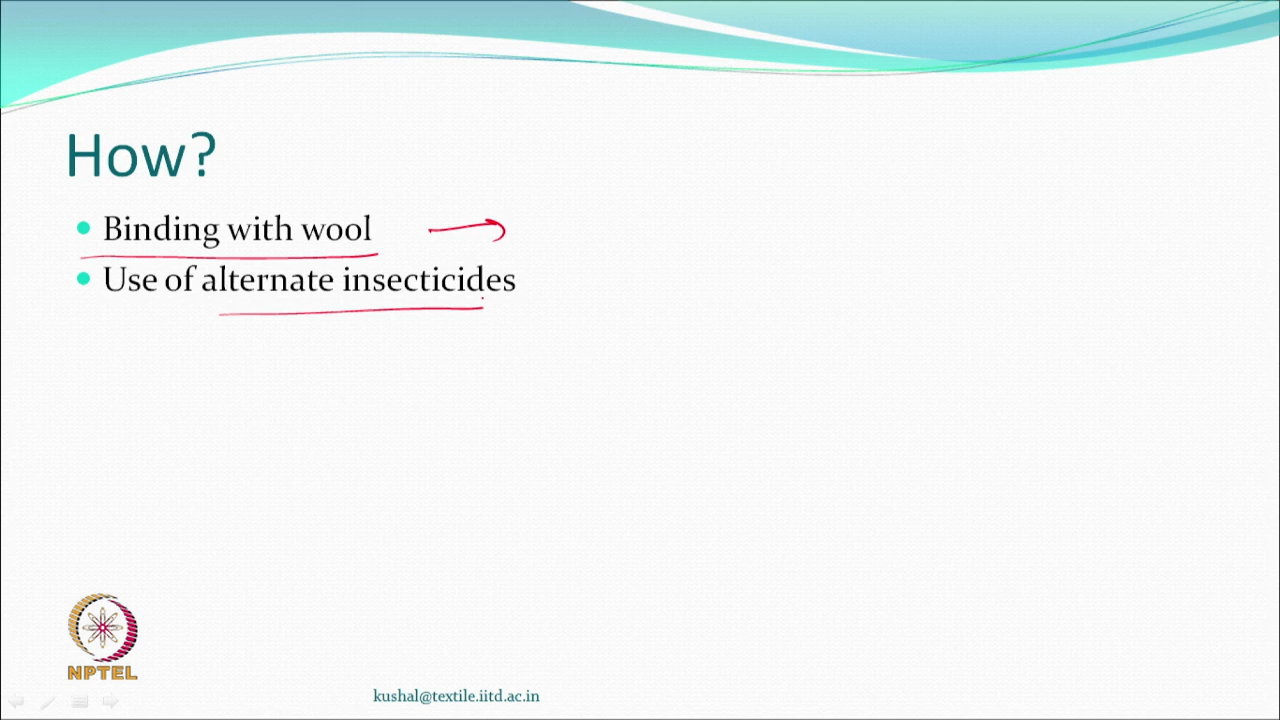 How?
Binding with wool
Use of alternate insecticides
NPTEL
kushal@textile.iitd.ac.in